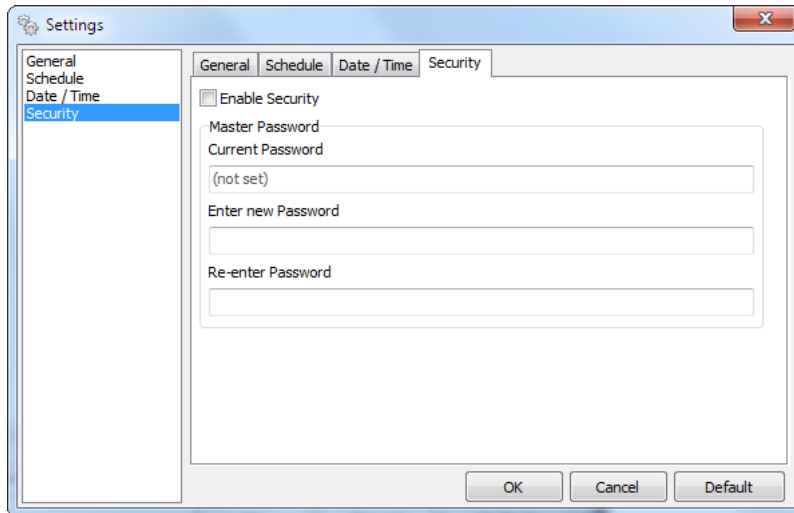 Settings
General
Schedule
Date / Time
Security
General Schedule Date / Time Security
Enable Security
Master Password
Current Password
(not set)
Enter new Password
Re-enter Password
OK Cancel Default